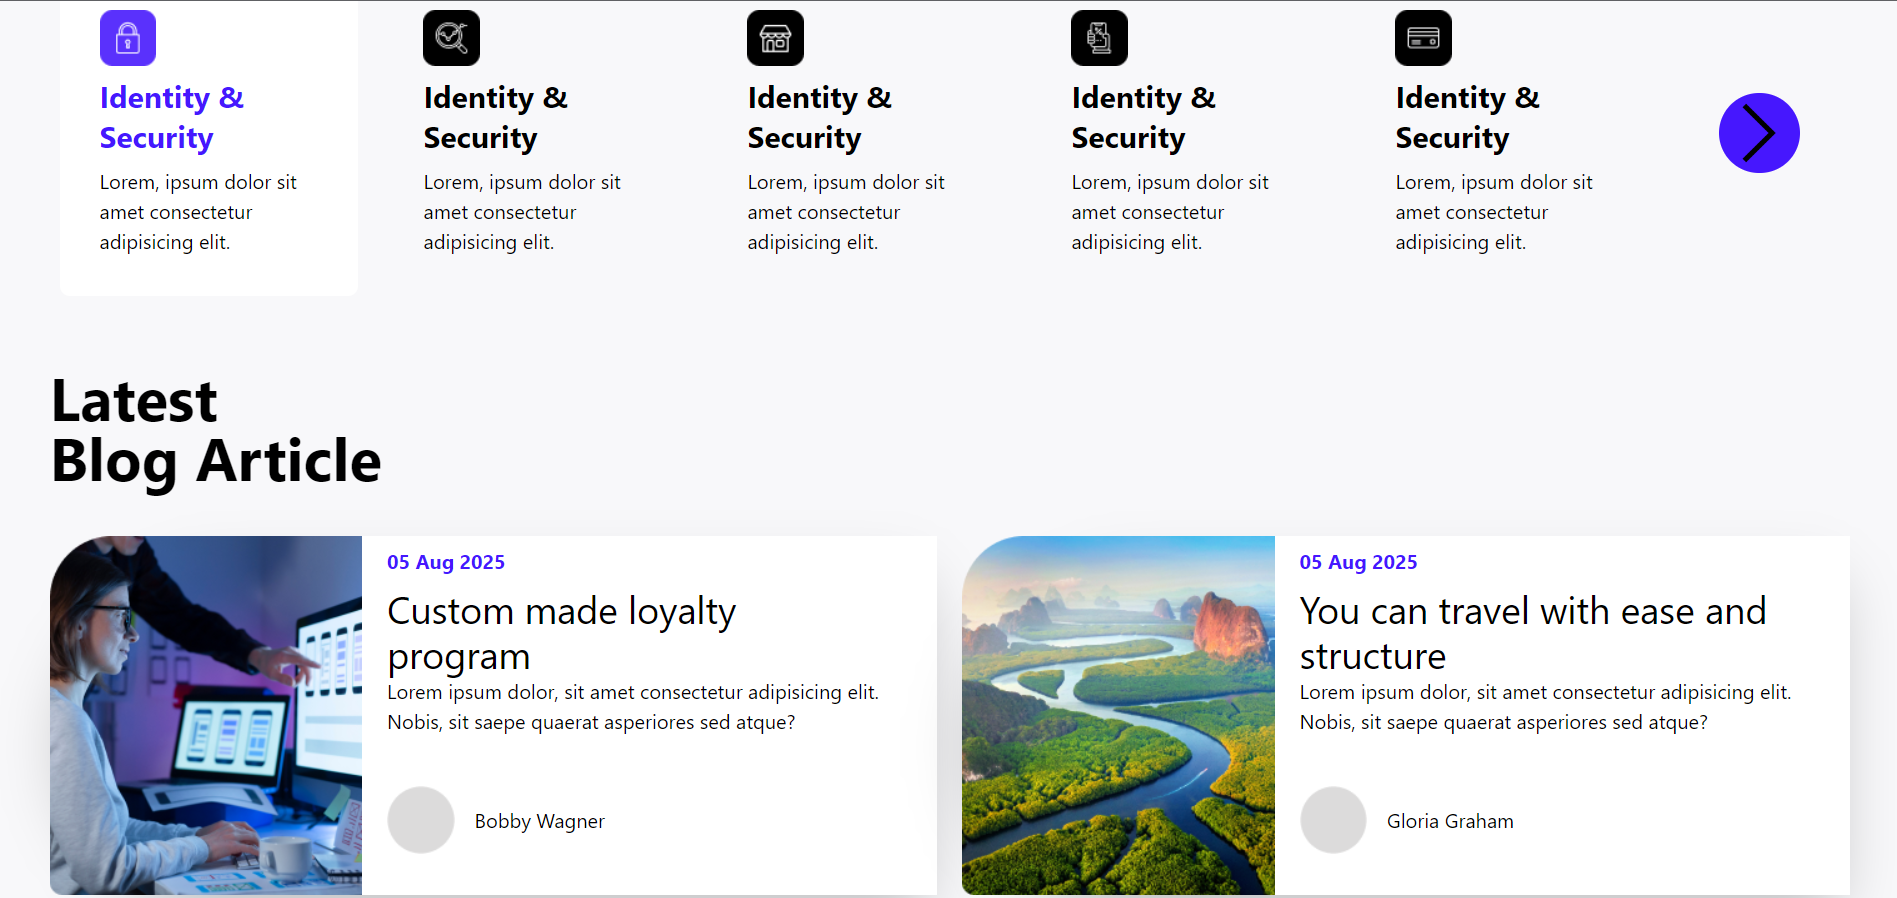 Identity &
Security
Lorem, ipsum dolor sit
amet consectetur
adipisicing elit.
Identity &
Security
Lorem, ipsum dolor sit
amet consectetur
adipisicing elit.
Identity &
Security
Lorem, ipsum dolor sit
amet consectetur
adipisicing elit.
Identity &
Security
Lorem, ipsum dolor sit
amet consectetur
adipisicing elit.
Identity &
Security
Lorem, ipsum dolor sit
amet consectetur
adipisicing elit.
Latest
Blog Article
05 Aug 2025
Custom made loyalty
program
Lorem ipsum dolor, sit amet consectetur adipisicing elit.
Nobis, sit saepe quaerat asperiores sed atque?
Bobby Wagner
05 Aug 2025
You can travel with ease and
structure
Lorem ipsum dolor, sit amet consectetur adipisicing elit.
Nobis, sit saepe quaerat asperiores sed atque?
Gloria Graham